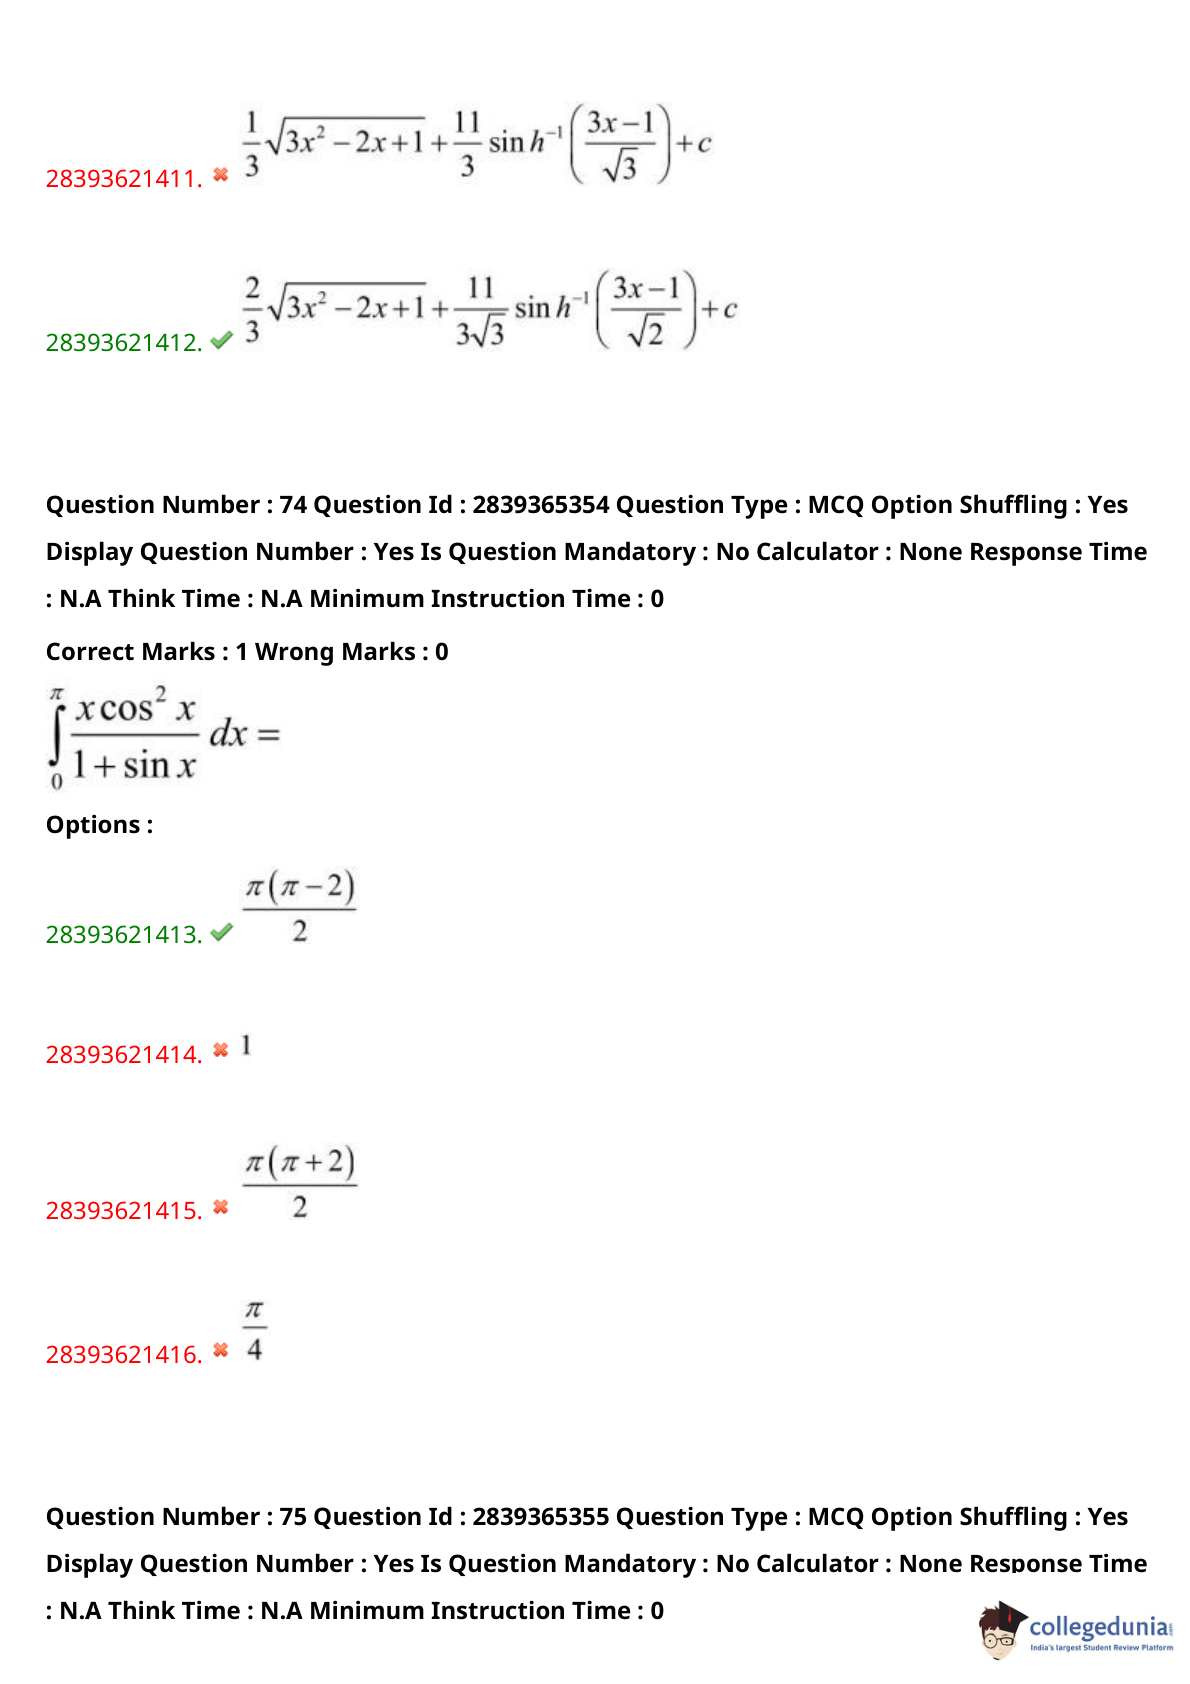 28393621411. ✖ \frac{1}{3}\sqrt{3x^2-2x+1}+\frac{11}{3}\sin h^{-1}\left(\frac{3x-1}{\sqrt{3}}\right)+c
28393621412. ✔ \frac{2}{3}\sqrt{3x^2-2x+1}+\frac{11}{3\sqrt{3}}\sin h^{-1}\left(\frac{3x-1}{\sqrt{2}}\right)+c
Question Number : 74 Question Id : 2839365354 Question Type : MCQ Option Shuffling : Yes
Display Question Number : Yes Is Question Mandatory : No Calculator : None Response Time
: N.A Think Time : N.A Minimum Instruction Time : 0
Correct Marks : 1 Wrong Marks : 0
\int_0^{\pi}\frac{x\cos^2 x}{1+\sin x}dx=
Options :
28393621413. ✔ \frac{\pi(\pi-2)}{2}
28393621414. ✖ 1
28393621415. ✖ \frac{\pi(\pi+2)}{2}
28393621416. ✖ \frac{\pi}{4}
Question Number : 75 Question Id : 2839365355 Question Type : MCQ Option Shuffling : Yes
Display Question Number : Yes Is Question Mandatory : No Calculator : None Response Time
: N.A Think Time : N.A Minimum Instruction Time : 0
collegedunia.com
India's largest Student Review Platform